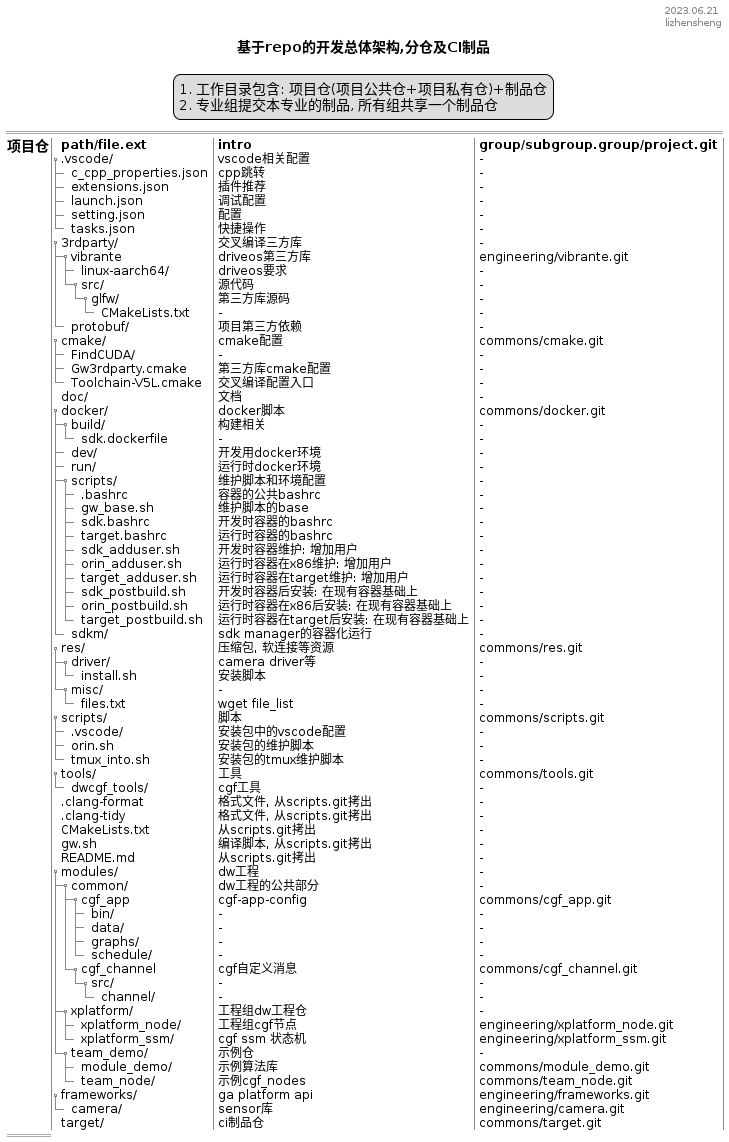 2023.06.21
lizhensheng
基于repo的开发总体架构,分仓及CI制品
1. 工作目录包含: 项目仓(项目公共仓+项目私有仓)+制品仓
2. 专业组提交本专业的制品, 所有组共享一个制品仓
项目仓 path/file.ext intro group/subgroup.group/project.git
.vscode/ vscode相关配置 -
c_cpp_properties.json cpp跳转 -
extensions.json 插件推荐 -
launch.json 调试配置 -
setting.json 配置 -
tasks.json 快捷操作 -
3rdparty/ 交叉编译三方库 -
vibrante driveos第三方库 engineering/vibrante.git
linux-aarch64/ driveos要求 -
src/ 源代码 -
glfw/ 第三方库源码 -
CMakeLists.txt - -
protobuf/ 项目第三方依赖 -
cmake/ cmake配置 commons/cmake.git
FindCUDA/ - -
Gw3rdparty.cmake 第三方库cmake配置 -
Toolchain-V5L.cmake 交叉编译配置入口 -
doc/ 文档 -
docker/ docker脚本 commons/docker.git
build/ 构建相关 -
sdk.dockerfile - -
dev/ 开发用docker环境 -
run/ 运行时docker环境 -
scripts/ 维护脚本和环境配置 -
.bashrc 容器的公共bashrc -
gw_base.sh 维护脚本的base -
sdk.bashrc 开发时容器的bashrc -
target.bashrc 运行时容器的bashrc -
sdk_adduser.sh 开发时容器维护: 增加用户 -
orin_adduser.sh 运行时容器在x86维护: 增加用户 -
target_adduser.sh 运行时容器在target维护: 增加用户 -
sdk_postbuild.sh 开发时容器后安装: 在现有容器基础上 -
orin_postbuild.sh 运行时容器在x86后安装: 在现有容器基础上 -
target_postbuild.sh 运行时容器在target后安装: 在现有容器基础上 -
sdkm/ sdk manager的容器化运行 -
res/ 压缩包, 软连接等资源 commons/res.git
driver/ camera driver等 -
install.sh 安装脚本 -
misc/ - -
files.txt wget file_list -
scripts/ 脚本 commons/scripts.git
.vscode/ 安装包中的vscode配置 -
orin.sh 安装包的维护脚本 -
tmux_into.sh 安装包的tmux维护脚本 -
tools/ 工具 commons/tools.git
dwcgf_tools/ cgf工具 -
.clang-format 格式文件, 从scripts.git拷出 -
.clang-tidy 格式文件, 从scripts.git拷出 -
CMakeLists.txt 从scripts.git拷出 -
gw.sh 编译脚本, 从scripts.git拷出 -
README.md 从scripts.git拷出 -
modules/ dw工程 -
common/ dw工程的公共部分 -
cgf_app cgf-app-config commons/cgf_app.git
bin/ - -
data/ - -
graphs/ - -
schedule/ - -
cgf_channel cgf自定义消息 commons/cgf_channel.git
src/ - -
channel/ - -
xplatform/ 工程组dw工程仓 -
xplatform_node/ 工程组cgf节点 engineering/xplatform_node.git
xplatform_ssm/ cgf ssm 状态机 engineering/xplatform_ssm.git
team_demo/ 示例仓 -
module_demo/ 示例算法库 commons/module_demo.git
team_node/ 示例cgf_nodes commons/team_node.git
frameworks/ ga platform api engineering/frameworks.git
camera/ sensor库 engineering/camera.git
target/ ci制品仓 commons/target.git